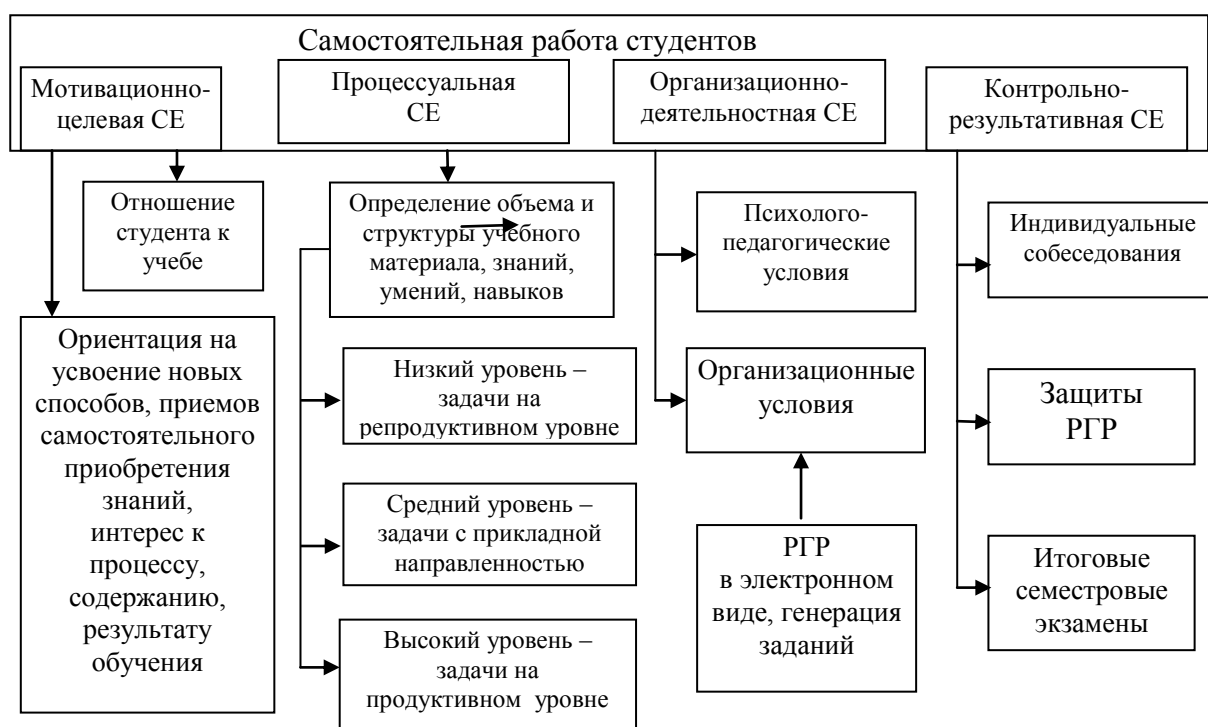 Самостоятельная работа студентов
Мотивационно-
целевая СЕ
Процессуальная
СЕ
Организационно-
деятельностная СЕ
Контрольно-
результативная СЕ
Отношение
студента к
учебе
Ориентация на
усвоение новых
способов, приемов
самостоятельного
приобретения
знаний,
интерес к
процессу,
содержанию,
результату
обучения
Определение объема и
структуры учебного
материала, знаний,
умений, навыков
Низкий уровень –
задачи на
репродуктивном уровне
Средний уровень –
задачи с прикладной
направленностью
Высокий уровень –
задачи на
продуктивном уровне
Психолого-
педагогические
условия
Организационные
условия
РГР
в электронном
виде, генерация
заданий
Индивидуальные
собеседования
Защиты
РГР
Итоговые
семестровые
экзамены